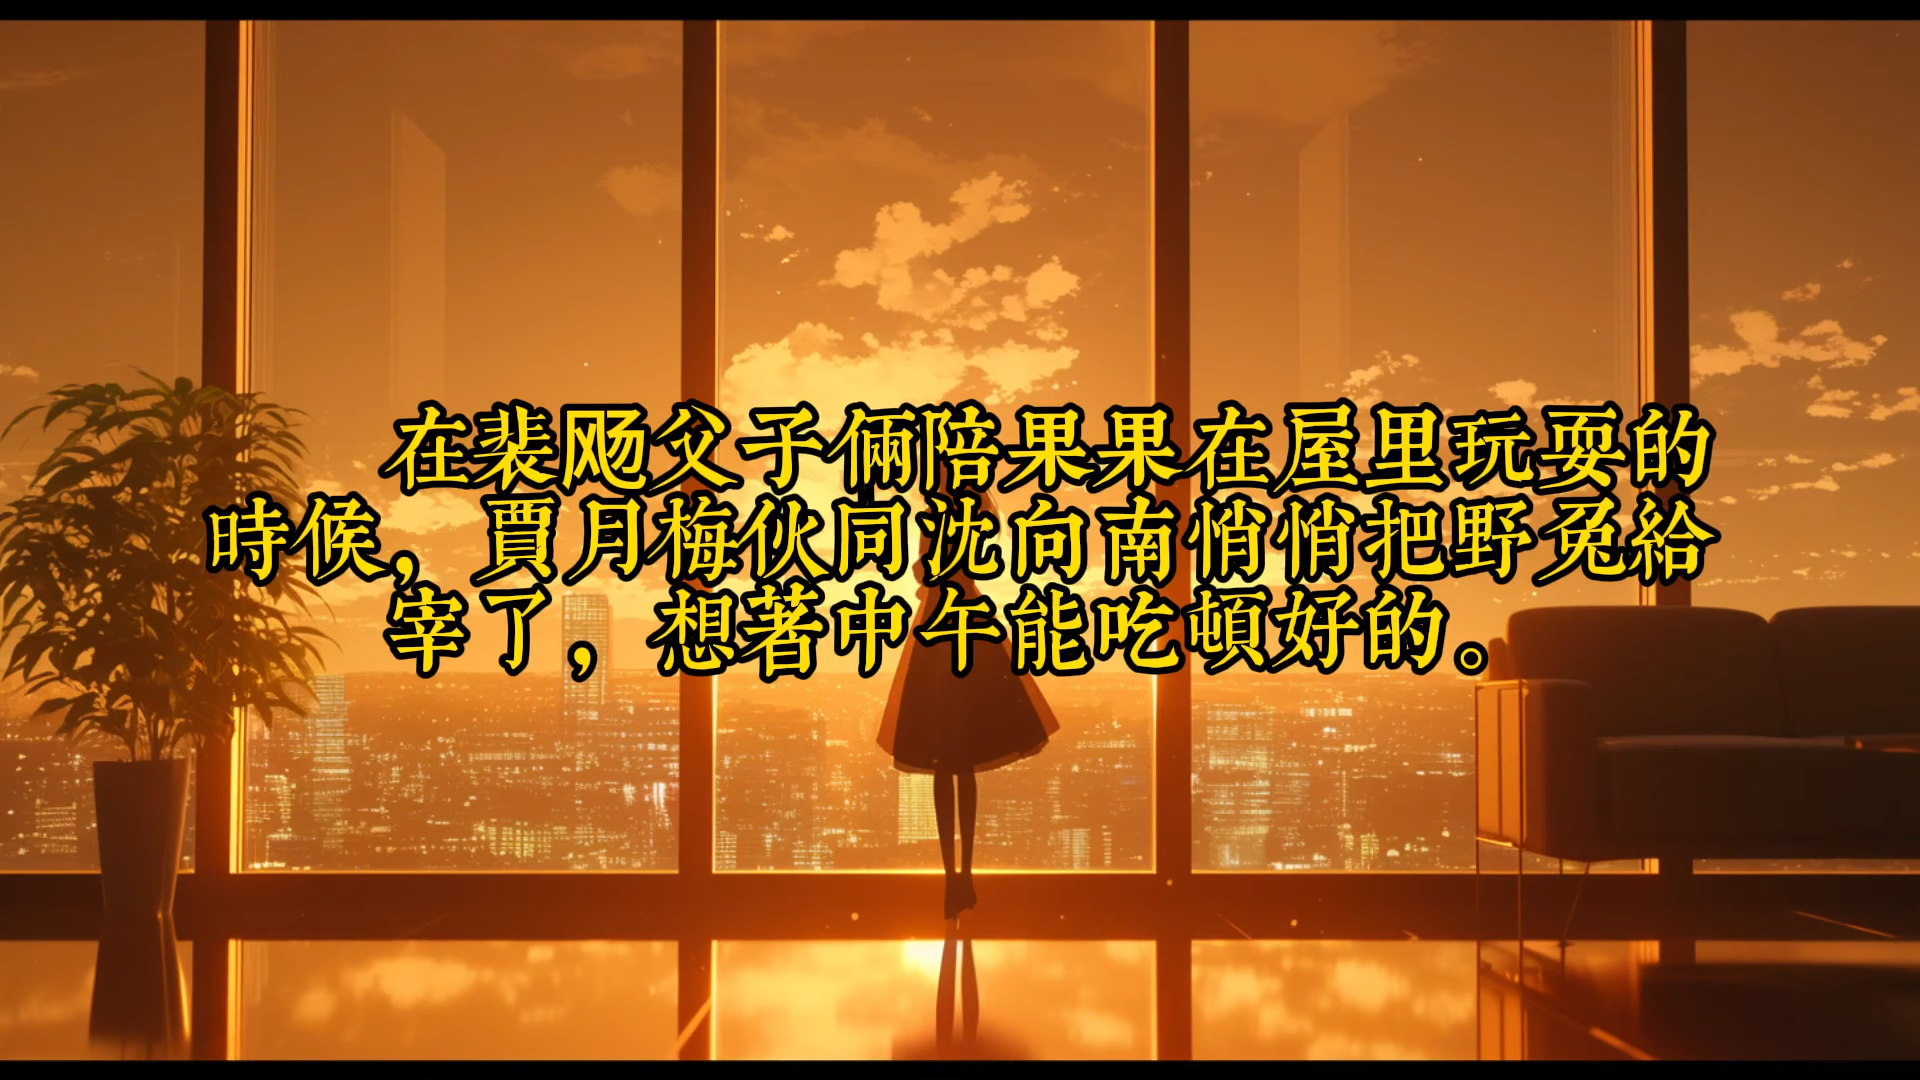 在裴飏父子倆陪果果在屋里玩耍的
時候，賈月梅伙同沈向南悄悄把野兔給
宰了，想著中午能吃頓好的。